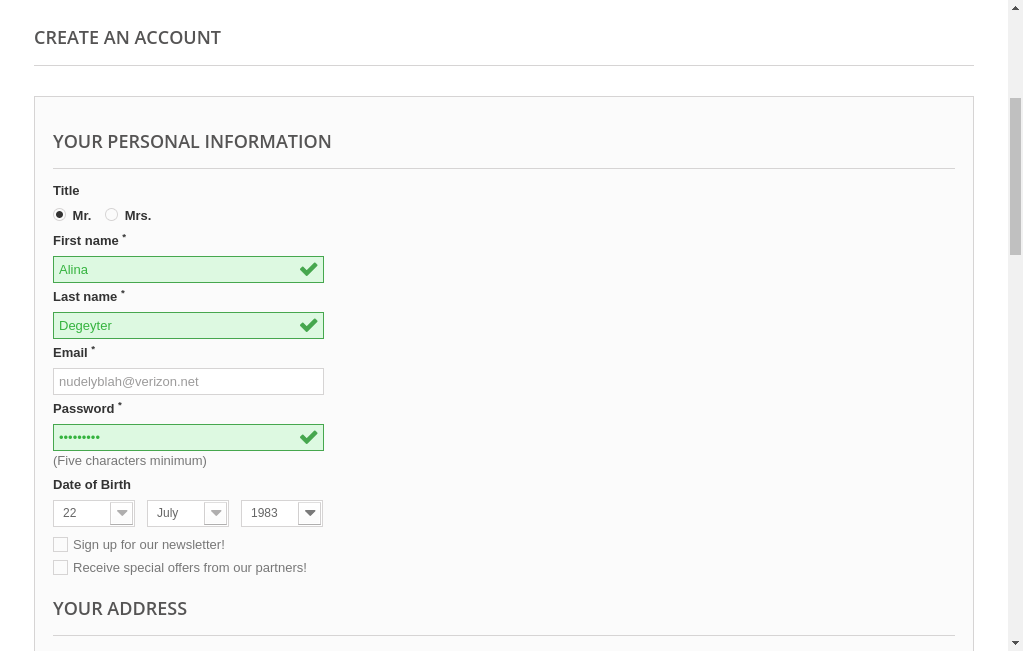 CREATE AN ACCOUNT
YOUR PERSONAL INFORMATION
Title
Mr. Mrs.
First name *
Alina
Last name *
Degeyter
Email *
nudelyblah@verizon.net
Password *
•••••••••
(Five characters minimum)
Date of Birth
22 July 1983
Sign up for our newsletter!
Receive special offers from our partners!
YOUR ADDRESS